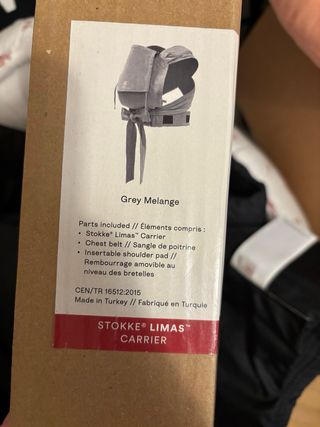 Grey Melange
Parts included // Éléments compris :
• Stokke® Limas™ Carrier
• Chest belt // Sangle de poitrine
• Insertable shoulder pad //
Rembourrage amovible au
niveau des bretelles
CEN/TR 16512:2015
Made in Turkey // Fabriqué en Turquie
STOKKE® LIMAS™
CARRIER